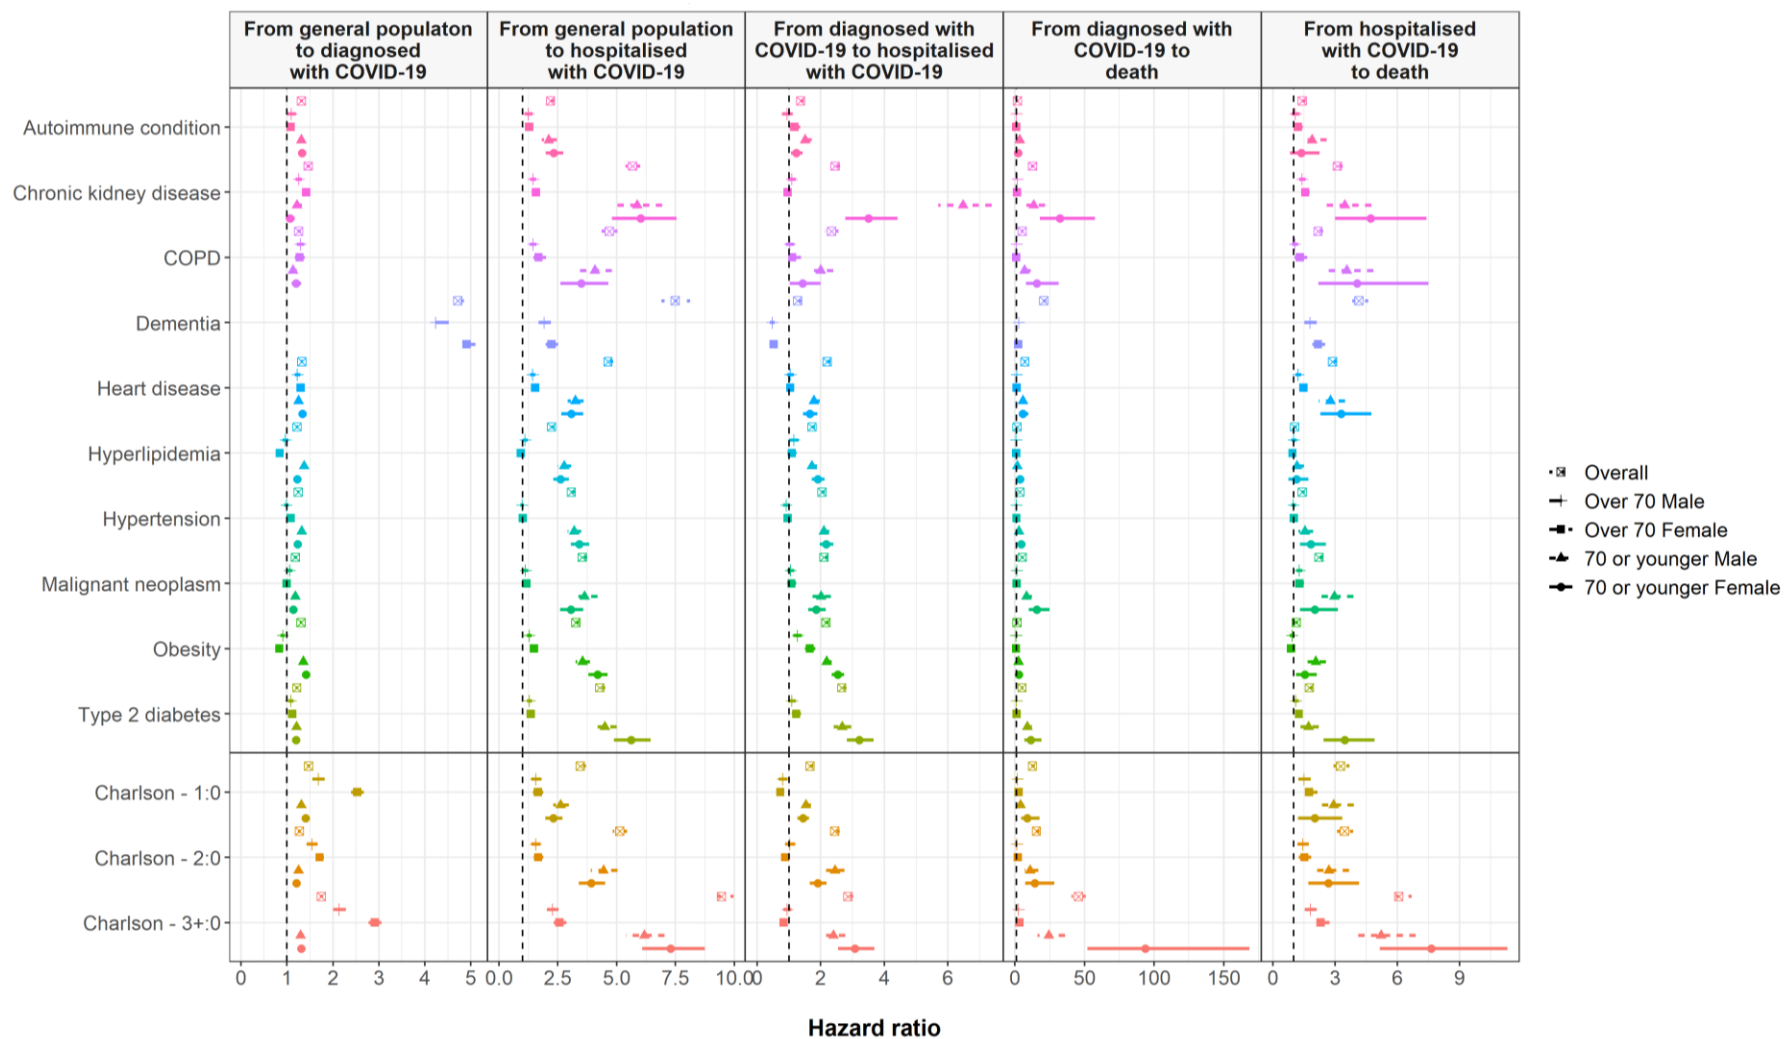 From general populaton
to diagnosed
with COVID-19
From general population
to hospitalised
with COVID-19
From diagnosed with
COVID-19 to hospitalised
with COVID-19
From diagnosed with
COVID-19 to
death
From hospitalised
with COVID-19
to death
Autoimmune condition
Chronic kidney disease
COPD
Dementia
Heart disease
Hyperlipidemia
Hypertension
Malignant neoplasm
Obesity
Type 2 diabetes
Charlson - 1:0
Charlson - 2:0
Charlson - 3+:0
0 1 2 3 4 5
0.0 2.5 5.0 7.5 10.0
0 2 4 6
0 50 100 150
0 3 6 9
Hazard ratio
Overall
Over 70 Male
Over 70 Female
70 or younger Male
70 or younger Female